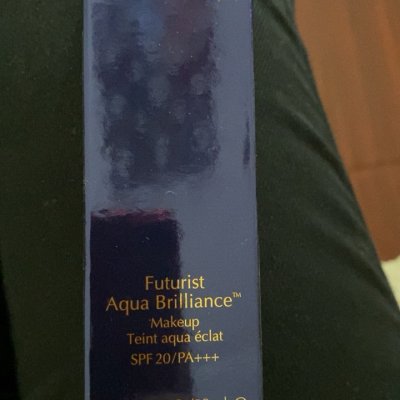 Futurist
Aqua Brilliance™
Makeup
Teint aqua éclat
SPF 20/PA+++